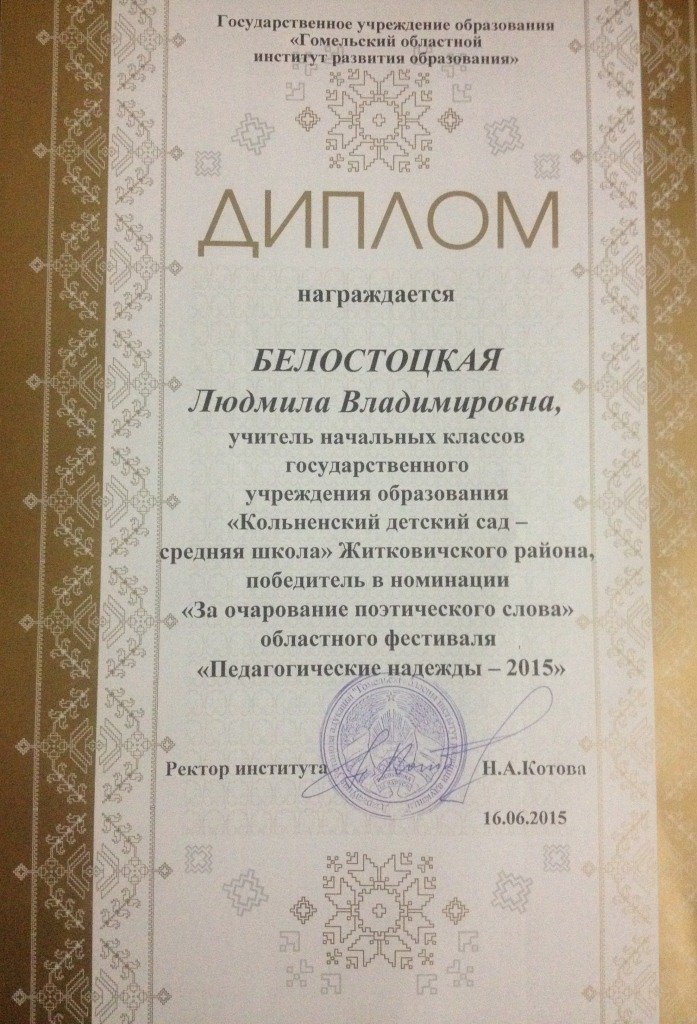 Государственное учреждение образования
«Гомельский областной
институт развития образования»
ДИПЛОМ
награждается
БЕЛОСТОЦКАЯ
Людмила Владимировна,
учитель начальных классов
государственного
учреждения образования
«Кольненский детский сад –
средняя школа» Житковичского района,
победитель в номинации
«За очарование поэтического слова»
областного фестиваля
«Педагогические надежды – 2015»
Ректор института
Н.А.Котова
16.06.2015